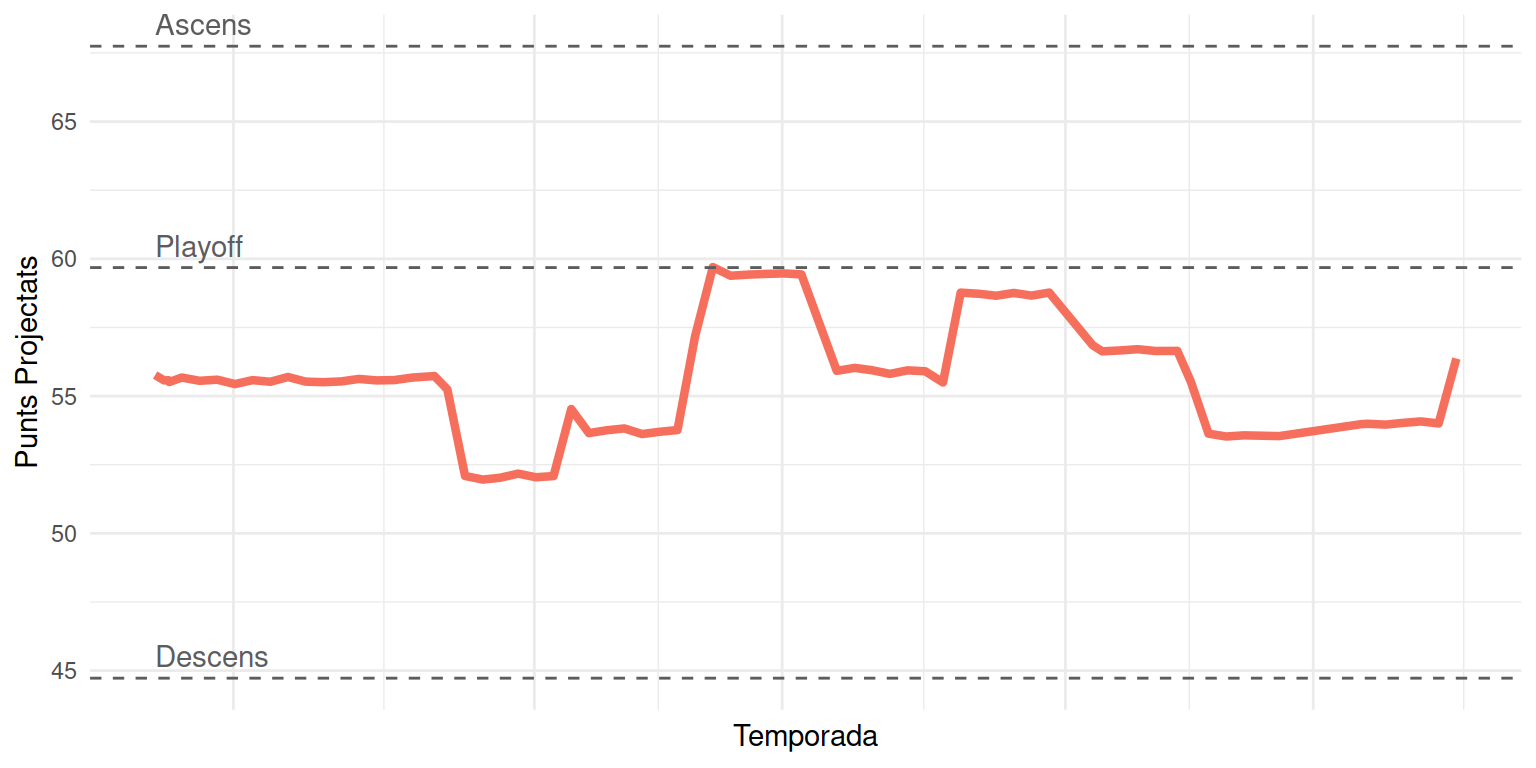 Ascens
65
Playoff
60
Punts Projectats
55
50
Descens
45
Temporada